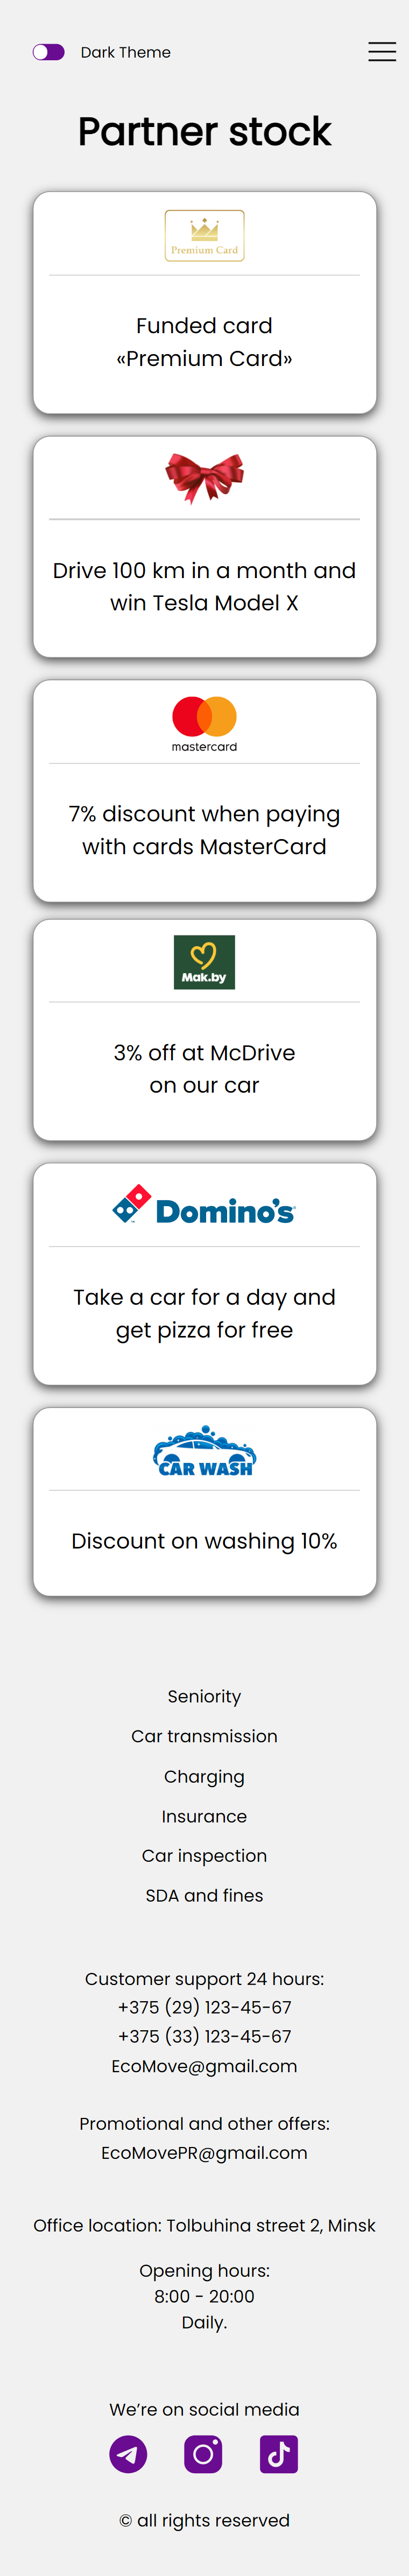 Dark Theme
Partner stock
Premium Card
Funded card
«Premium Card»
Drive 100 km in a month and
win Tesla Model X
mastercard
7% discount when paying
with cards MasterCard
Mak.by
3% off at McDrive
on our car
Domino's
Take a car for a day and
get pizza for free
CAR WASH
Discount on washing 10%
Seniority
Car transmission
Charging
Insurance
Car inspection
SDA and fines
Customer support 24 hours:
+375 (29) 123-45-67
+375 (33) 123-45-67
EcoMove@gmail.com
Promotional and other offers:
EcoMovePR@gmail.com
Office location: Tolbuhina street 2, Minsk
Opening hours:
8:00 - 20:00
Daily.
We’re on social media
© all rights reserved